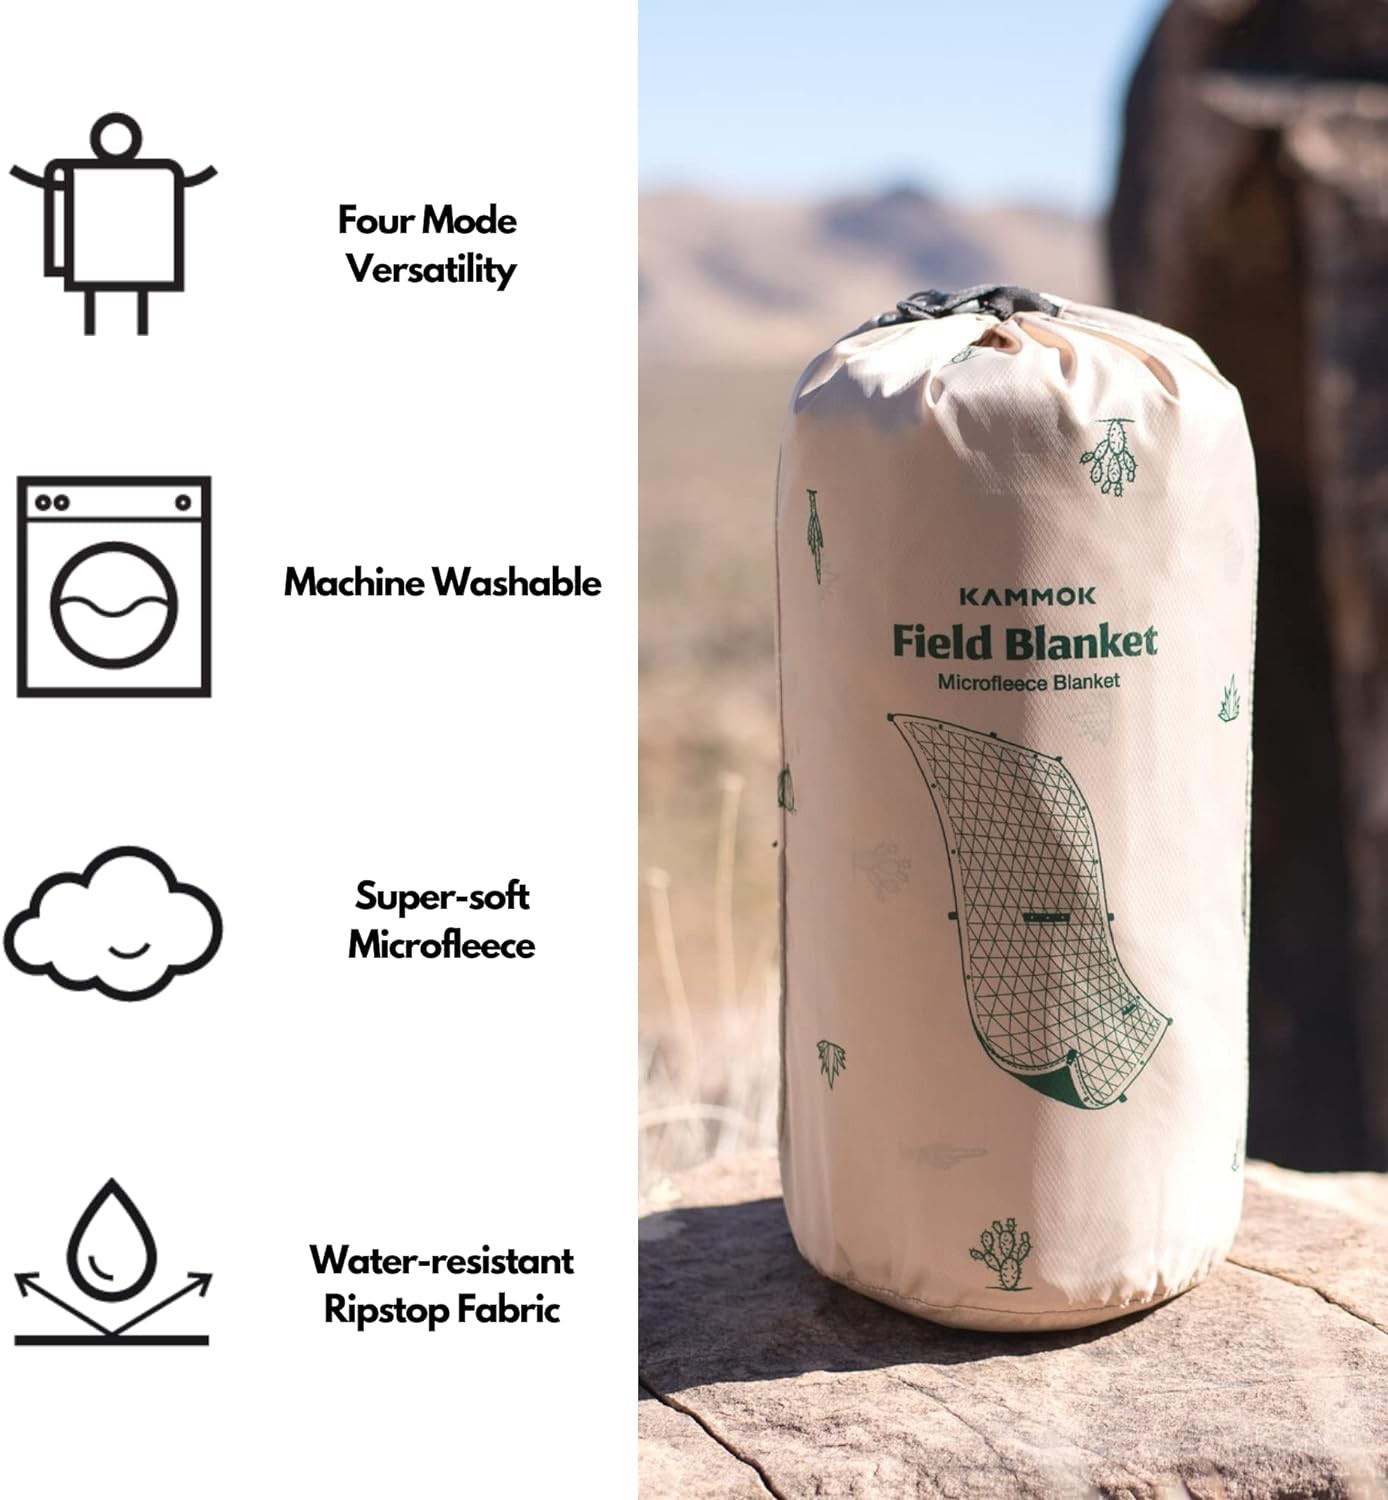 Four Mode
Versatility
Machine Washable
Super-soft
Microfleece
Water-resistant
Ripstop Fabric
KAMMOK
Field Blanket
Microfleece Blanket